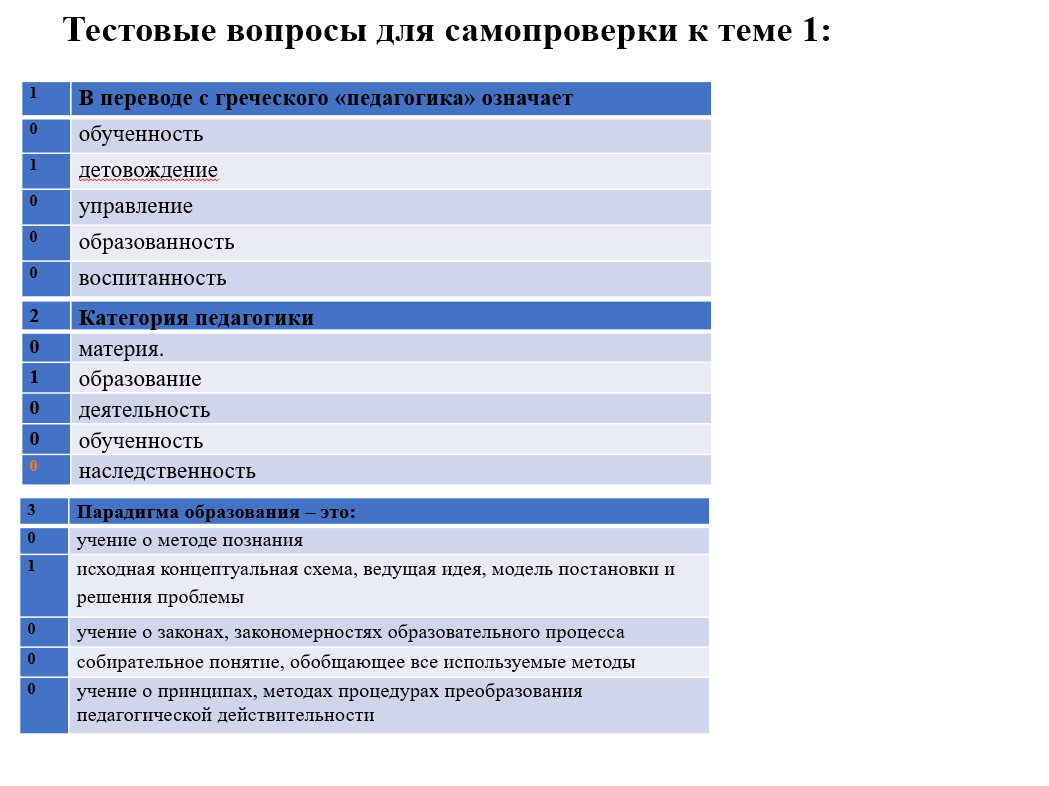 Тестовые вопросы для самопроверки к теме 1:
1 В переводе с греческого «педагогика» означает
0 обученность
1 детовождение
0 управление
0 образованность
0 воспитанность
2 Категория педагогики
0 материя.
1 образование
0 деятельность
0 обученность
0 наследственность
3 Парадигма образования – это:
0 учение о методе познания
1 исходная концептуальная схема, ведущая идея, модель постановки и
решения проблемы
0 учение о законах, закономерностях образовательного процесса
0 собирательное понятие, обобщающее все используемые методы
0 учение о принципах, методах процедурах преобразования
педагогической действительности